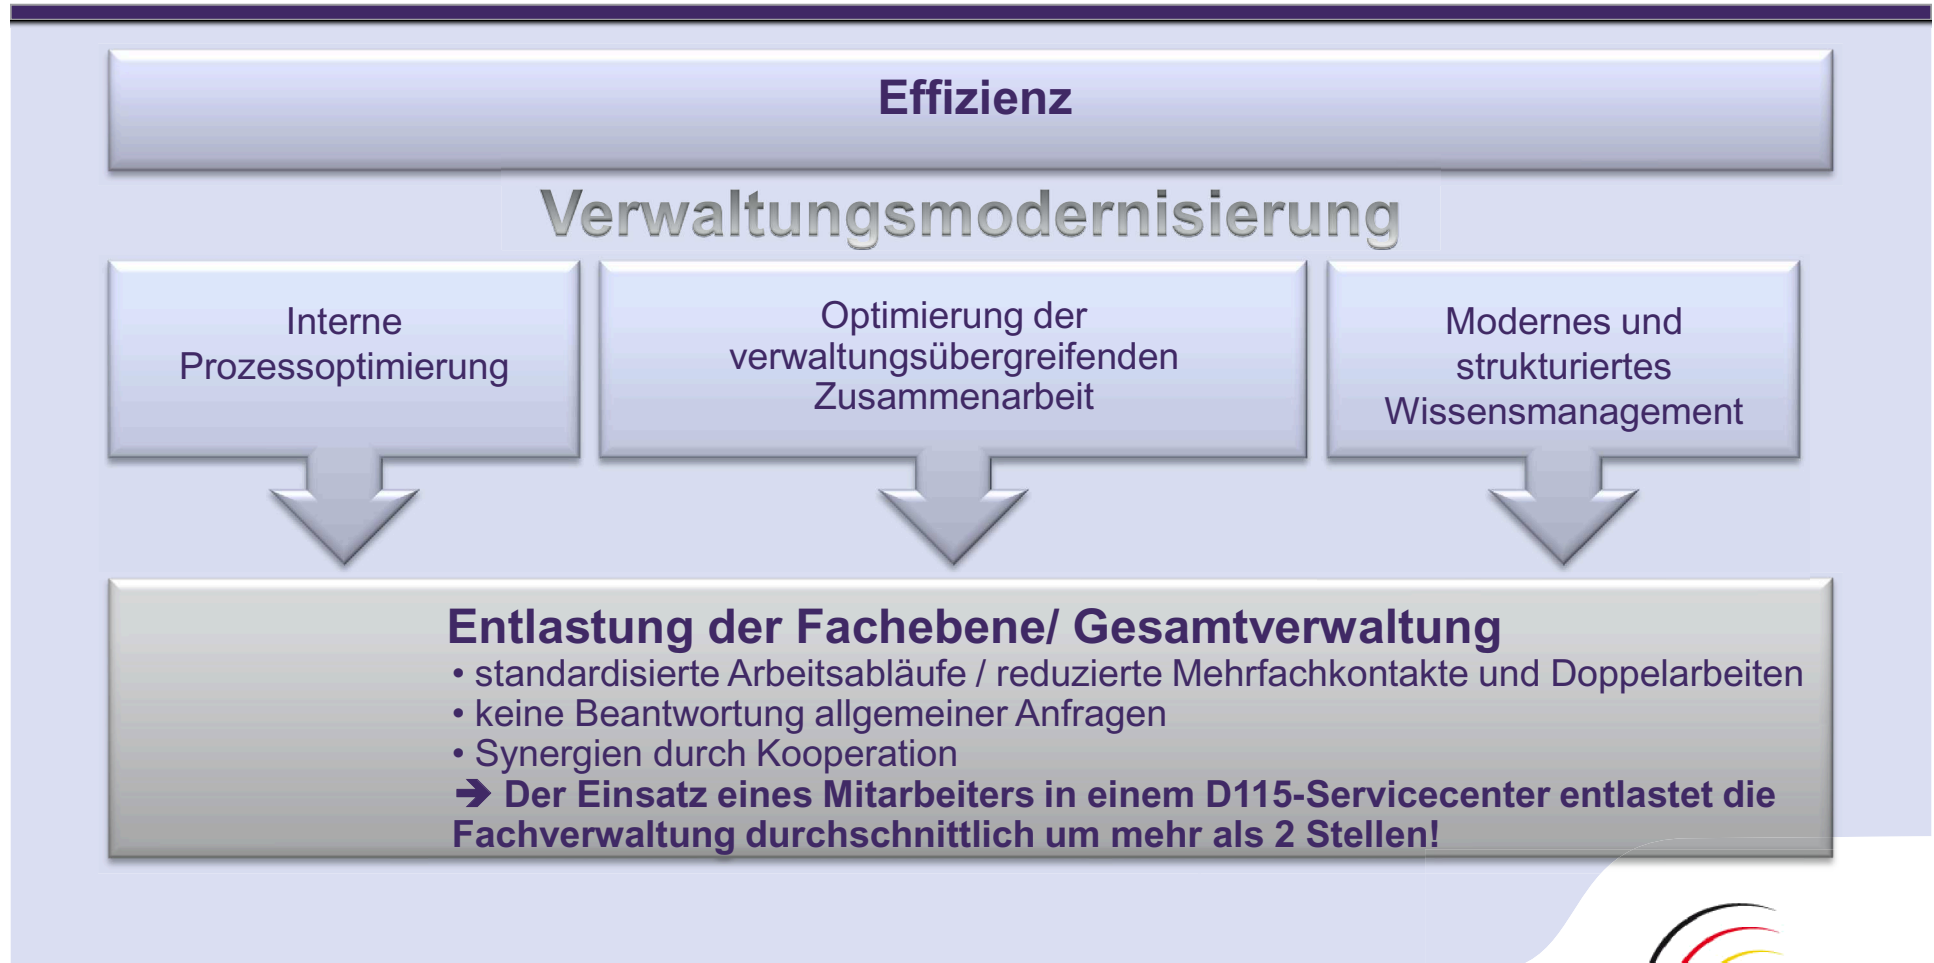 Effizienz
Verwaltungsmodernisierung
Interne
Prozessoptimierung
Optimierung der
verwaltungsübergreifenden
Zusammenarbeit
Modernes und
strukturiertes
Wissensmanagement
Entlastung der Fachebene/ Gesamtverwaltung
• standardisierte Arbeitsabläufe / reduzierte Mehrfachkontakte und Doppelarbeiten
• keine Beantwortung allgemeiner Anfragen
• Synergien durch Kooperation
➔ Der Einsatz eines Mitarbeiters in einem D115-Servicecenter entlastet die
Fachverwaltung durchschnittlich um mehr als 2 Stellen!